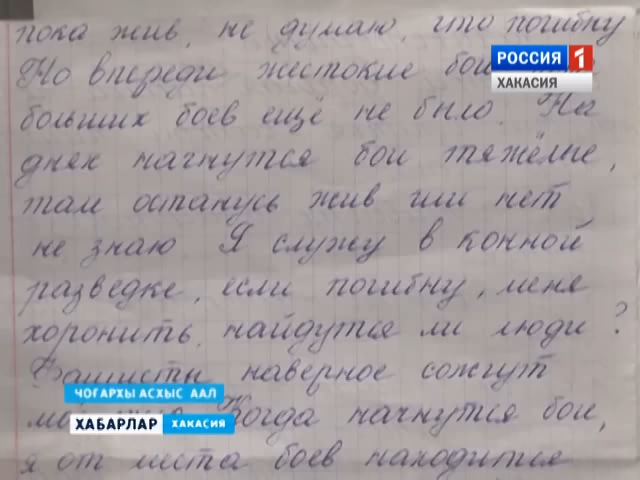 пока жив, не думаю, что погибну
Но впереди жестокие бои
больших боев ещё не было. На
днях начнутся бои тяжёлые,
там останусь жив или нет
не знаю Я служу в конной
разведке, если погибну, меня
хоронить найдутся ли люди?
Фашисты наверное сожгут
Когда начнутся бои,
я от места боев находится
РОССИЯ 1
ХАКАСИЯ
ЧОҒАРХЫ АСХЫС ААЛ
ХАБАРЛАР ХАКАСИЯ